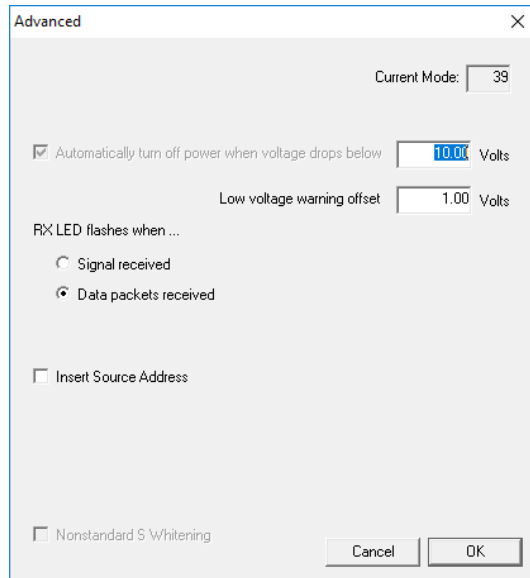 Advanced
Current Mode: 39
Automatically turn off power when voltage drops below 10.00 Volts
Low voltage warning offset 1.00 Volts
RX LED flashes when ...
Signal received
Data packets received
Insert Source Address
Nonstandard S Whitening
Cancel OK